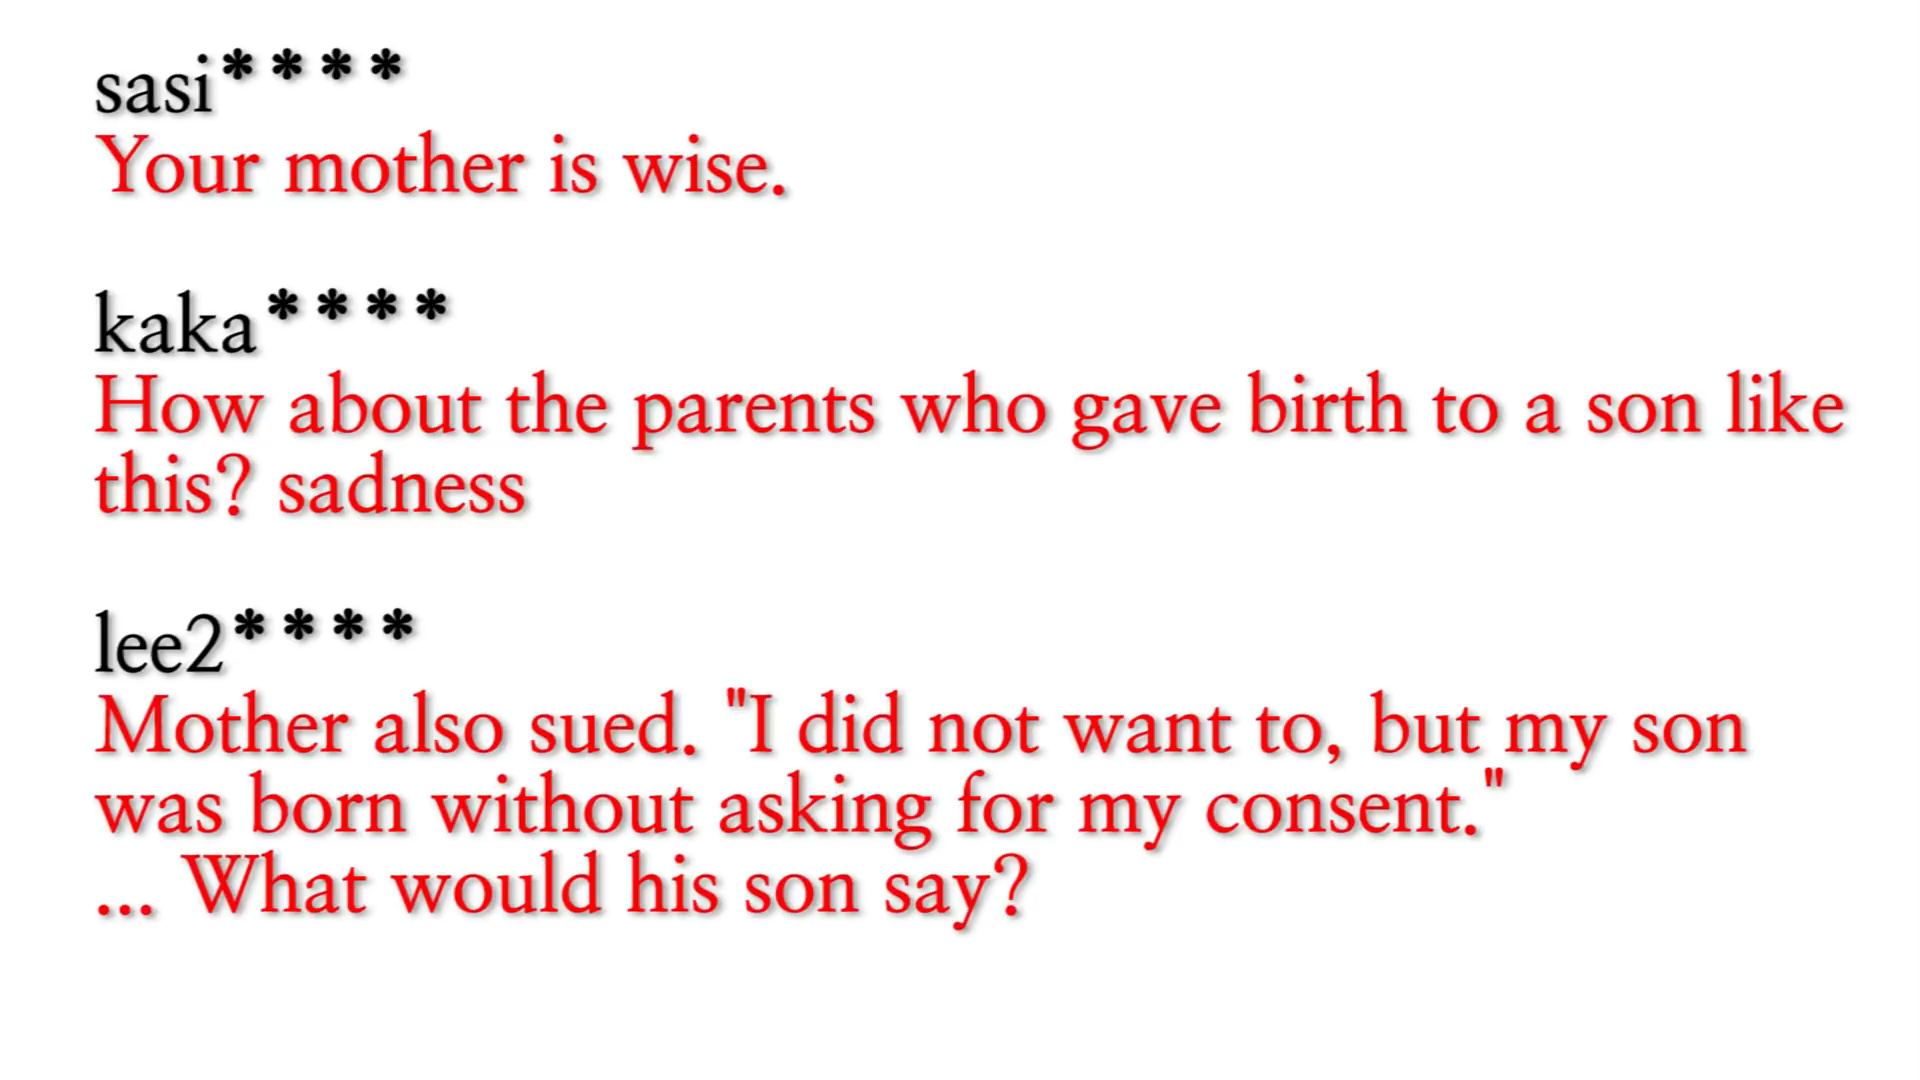 sasi****
Your mother is wise.
kaka****
How about the parents who gave birth to a son like
this? sadness
lee2****
Mother also sued. "I did not want to, but my son
was born without asking for my consent."
... What would his son say?